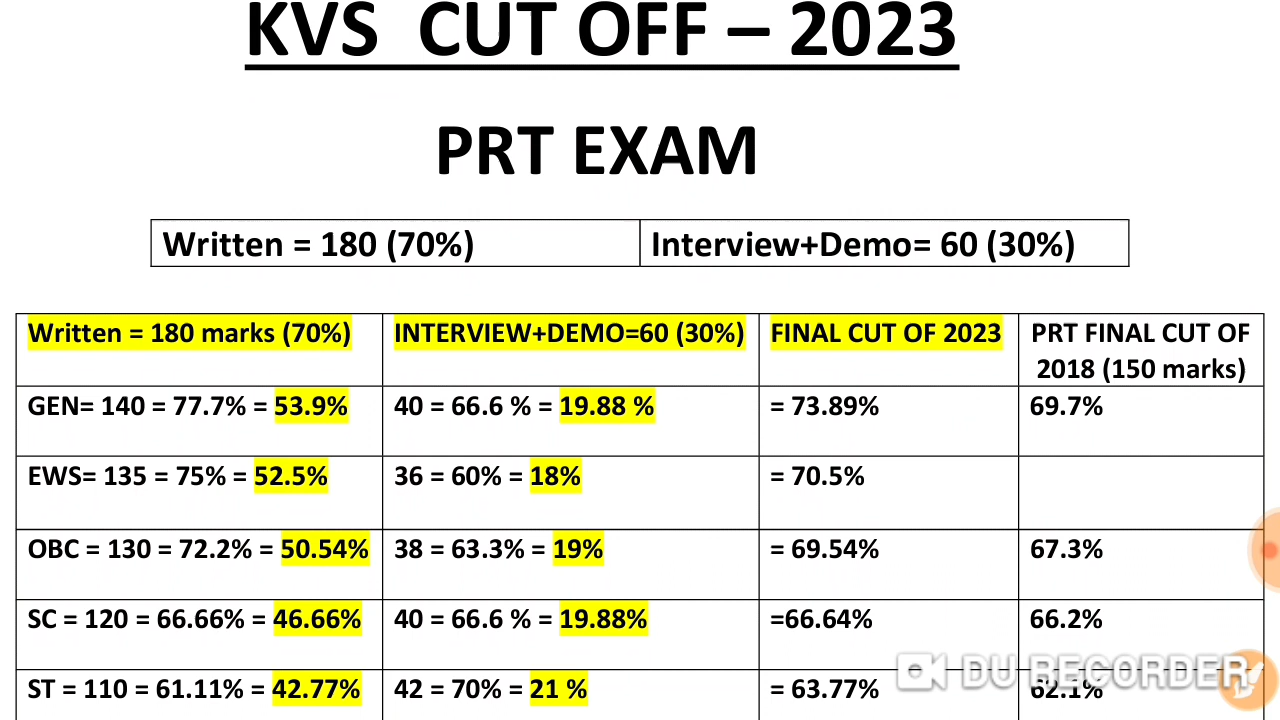 KVS CUT OFF – 2023
PRT EXAM
Written = 180 (70%) Interview+Demo= 60 (30%)
Written = 180 marks (70%) INTERVIEW+DEMO=60 (30%) FINAL CUT OF 2023 PRT FINAL CUT OF
2018 (150 marks)
GEN= 140 = 77.7% = 53.9% 40 = 66.6 % = 19.88 % = 73.89% 69.7%
EWS= 135 = 75% = 52.5% 36 = 60% = 18% = 70.5%
OBC = 130 = 72.2% = 50.54% 38 = 63.3% = 19% = 69.54% 67.3%
SC = 120 = 66.66% = 46.66% 40 = 66.6 % = 19.88% =66.64% 66.2%
ST = 110 = 61.11% = 42.77% 42 = 70% = 21 % = 63.77% 62.1%
DU RECORDER